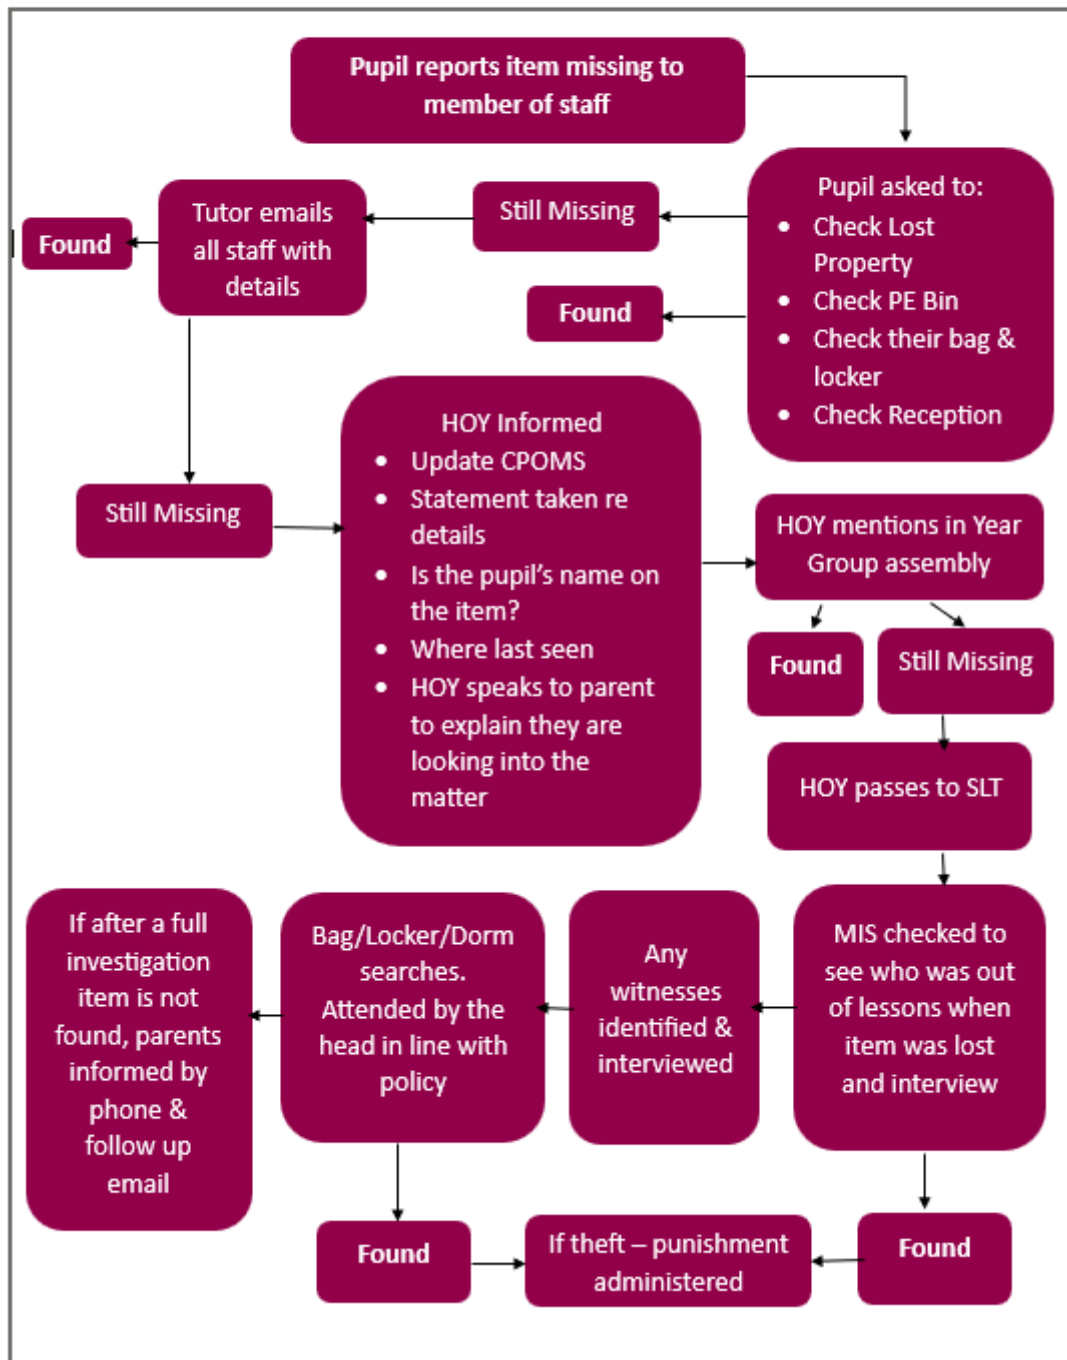 Pupil reports item missing to
member of staff
Pupil asked to:
• Check Lost
Property
• Check PE Bin
• Check their bag &
locker
• Check Reception
Still Missing
Found
Tutor emails
all staff with
details
Found
Still Missing
HOY Informed
• Update CPOMS
• Statement taken re
details
• Is the pupil's name on
the item?
• Where last seen
• HOY speaks to parent
to explain they are
looking into the
matter
HOY mentions in Year
Group assembly
Found
Still Missing
HOY passes to SLT
MIS checked to
see who was out
of lessons when
item was lost
and interview
Any
witnesses
identified &
interviewed
Bag/Locker/Dorm
searches.
Attended by the
head in line with
policy
If after a full
investigation
item is not
found, parents
informed by
phone &
follow up
email
Found
If theft – punishment
administered
Found